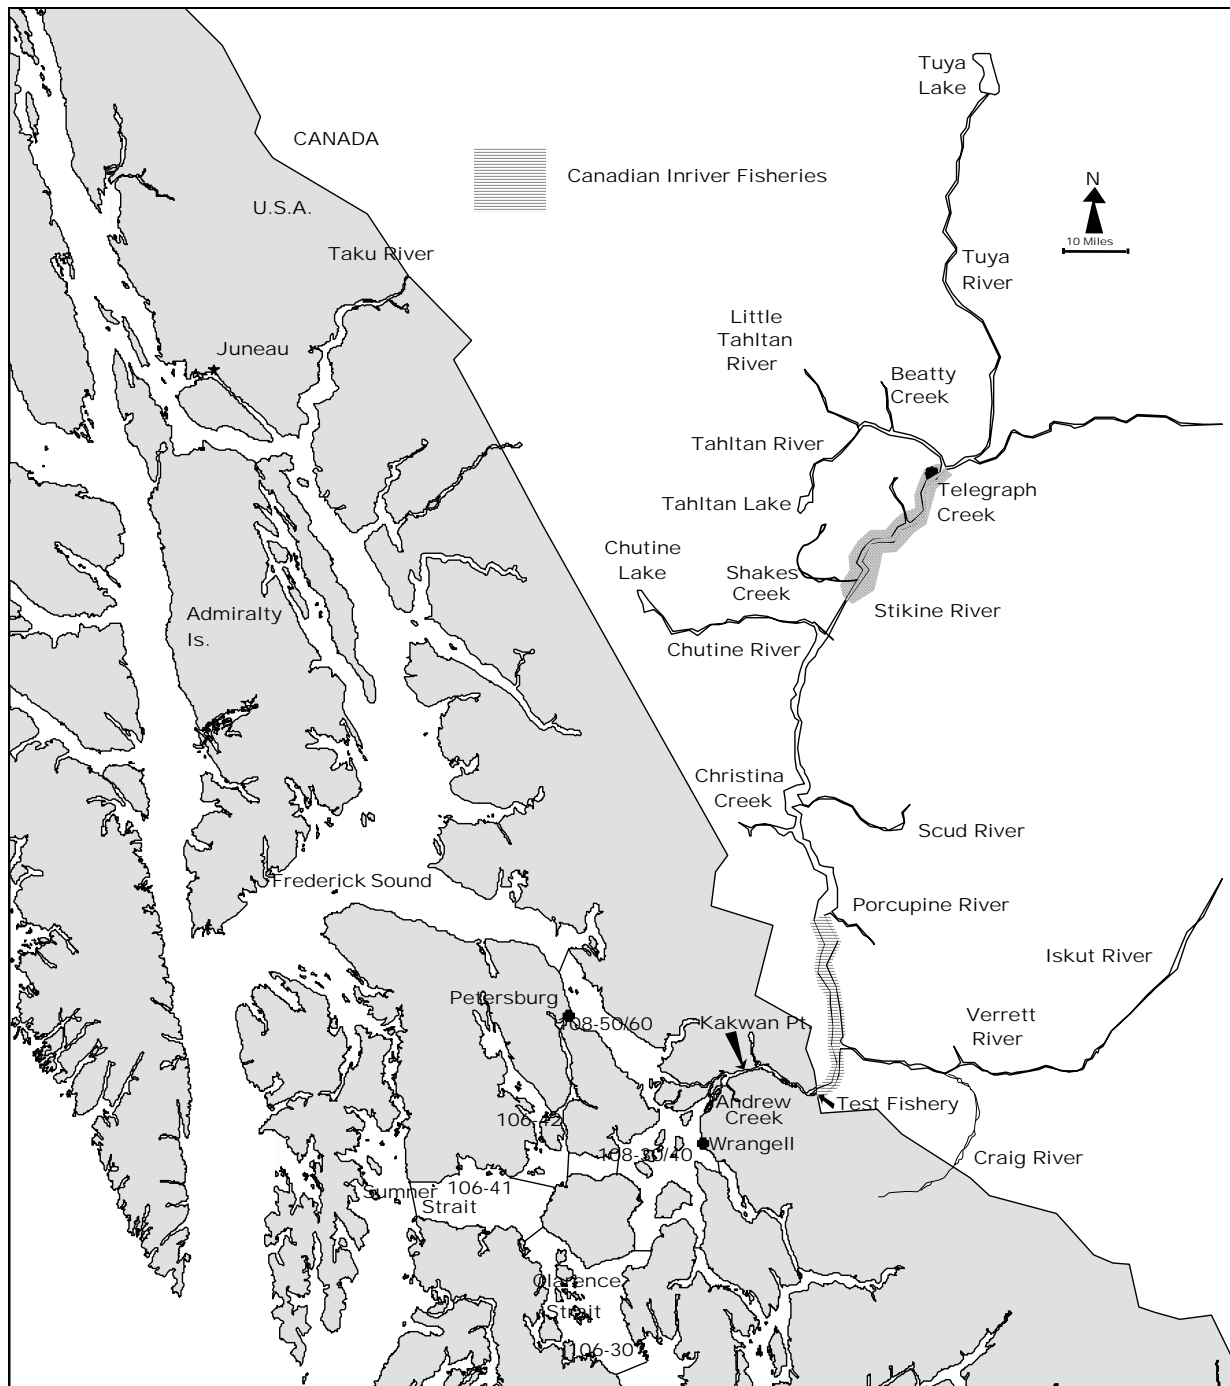 Tuya
Lake
CANADA
Canadian Inriver Fisheries
N
U.S.A.
10 Miles
Taku River
Tuya
River
Little
Tahltan
River
Juneau
Beatty
Creek
Tahltan River
Telegraph
Creek
Tahltan Lake
Chutine
Lake
Shakes
Creek
Admiralty
Is.
Stikine River
Chutine River
Christina
Creek
Scud River
Frederick Sound
Porcupine River
Iskut River
Petersburg
108-50/60
Kakwan Pt.
Verrett
River
Andrew
Creek
Test Fishery
106-42
Wrangell
108-30/40
Craig River
Sumner
Strait
106-41
Clarence
Strait
106-30